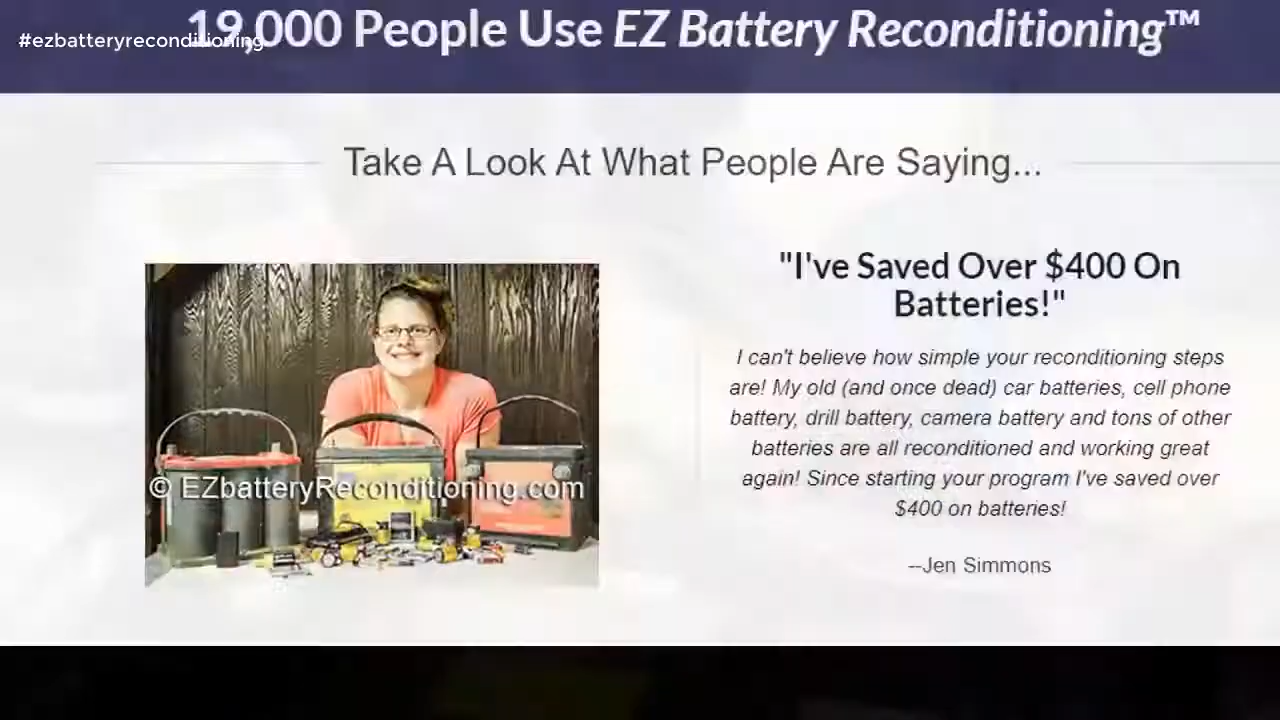 #ezbatteryreconditioning
19,000 People Use EZ Battery Reconditioning™
Take A Look At What People Are Saying...
"I've Saved Over $400 On
Batteries!"
I can't believe how simple your reconditioning steps
are! My old (and once dead) car batteries, cell phone
battery, drill battery, camera battery and tons of other
batteries are all reconditioned and working great
again! Since starting your program I've saved over
$400 on batteries!
--Jen Simmons
© EZbatteryReconditioning.com